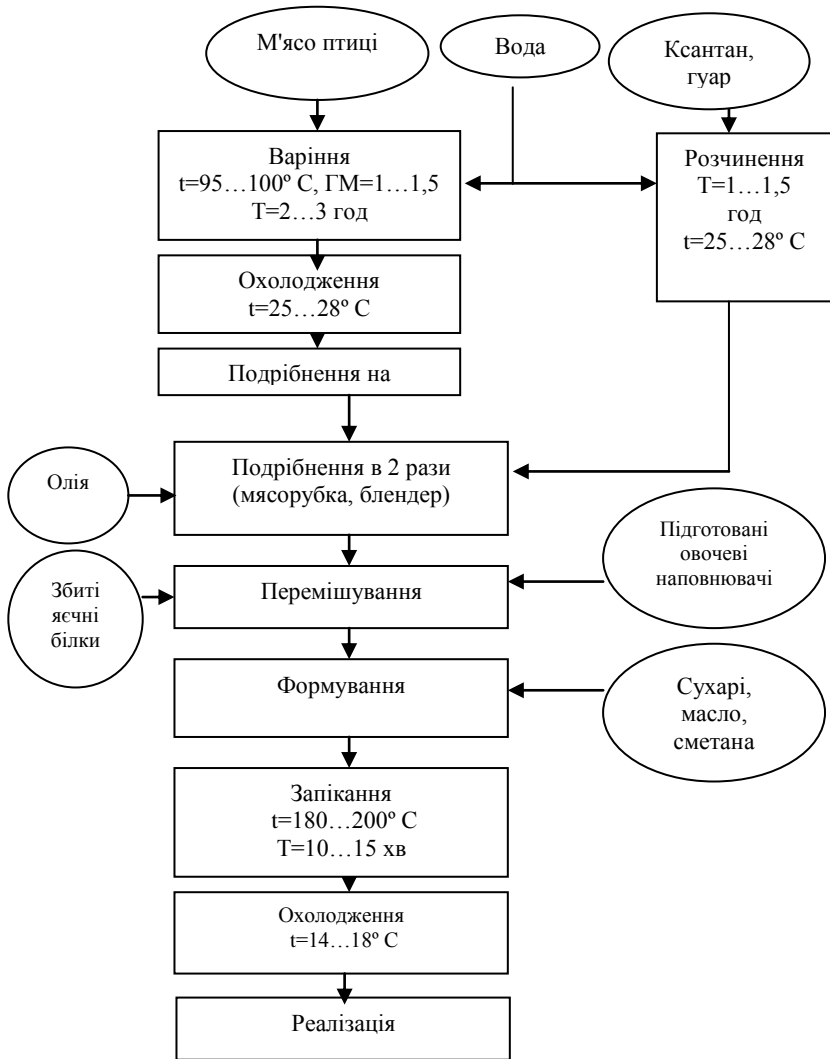 М'ясо птиці
Вода
Ксантан,
гуар
Варіння
t=95…100º С, ГМ=1…1,5
Т=2…3 год
Розчинення
Т=1…1,5
год
t=25…28º С
Охолодження
t=25…28º С
Подрібнення на
Олія
Подрібнення в 2 рази
(мясорубка, блендер)
Підготовані
овочеві
наповнювачі
Збиті
яєчні
білки
Перемішування
Формування
Сухарі,
масло,
сметана
Запікання
t=180…200º С
Т=10…15 хв
Охолодження
t=14…18º С
Реалізація